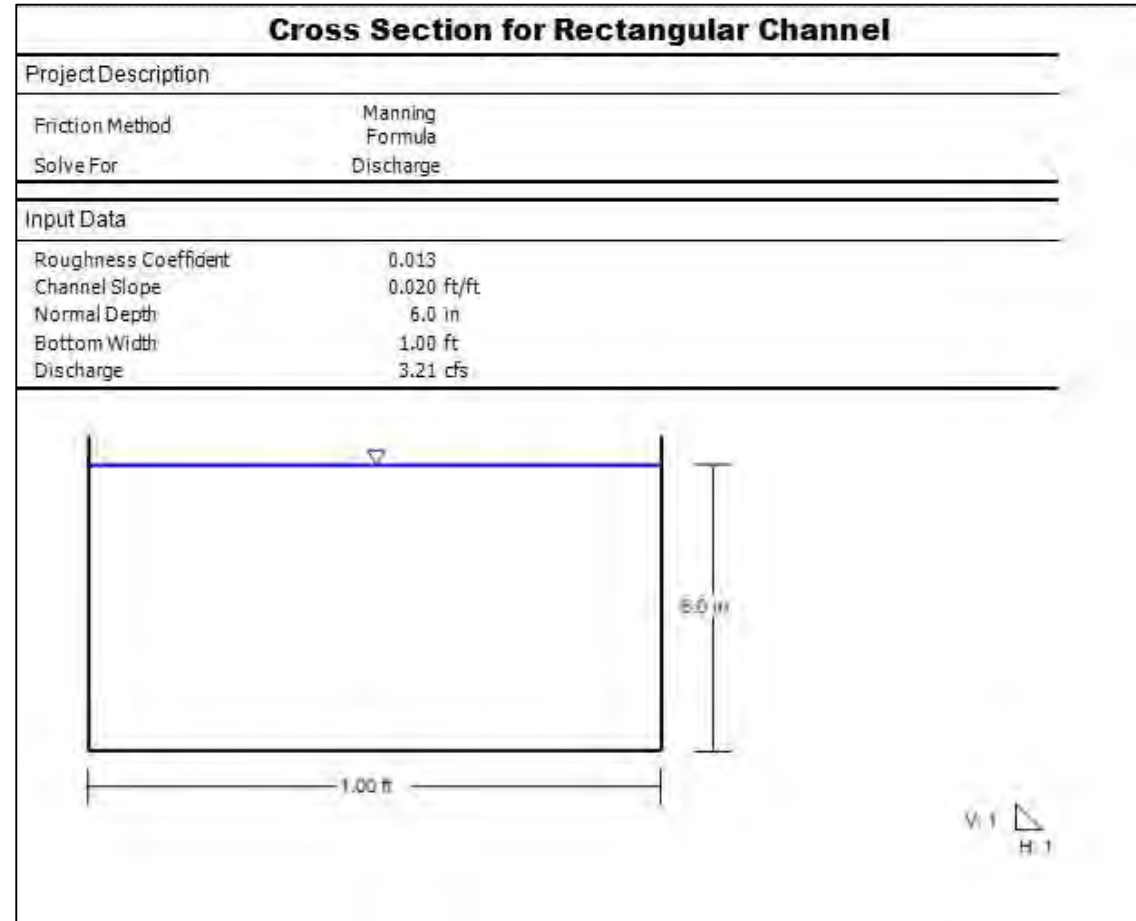 Cross Section for Rectangular Channel
Project Description
Friction Method Manning Formula
Solve For Discharge
Input Data
Roughness Coefficient 0.013
Channel Slope 0.020 ft/ft
Normal Depth 6.0 in
Bottom Width 1.00 ft
Discharge 3.21 cfs
6.0 in
1.00 ft
V: 1
H: 1